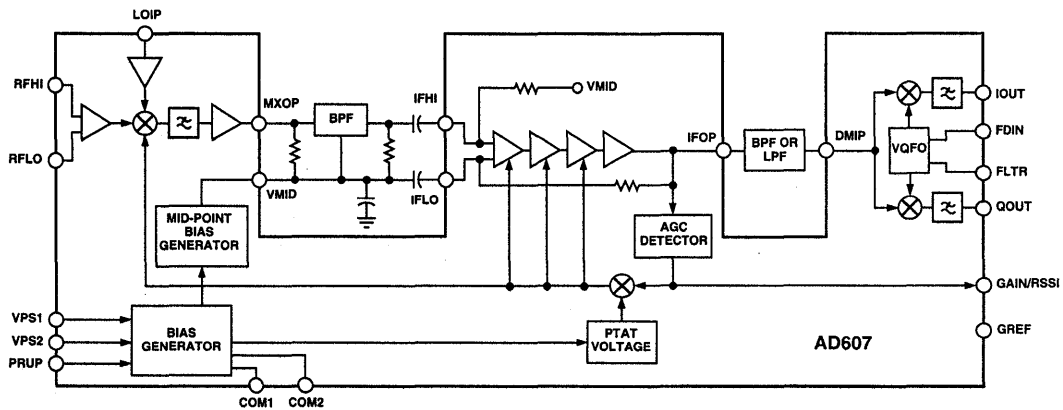 LOIP
RFHI
RFLO
MXOP
BPF
IFHI
VMID
IFLO
VMID
IFOP
BPF OR
LPF
DMIP
VQFO
IOUT
FDIN
FLTR
QOUT
MID-POINT
BIAS
GENERATOR
AGC
DETECTOR
GAIN/RSSI
GREF
VPS1
VPS2
PRUP
BIAS
GENERATOR
PTAT
VOLTAGE
AD607
COM1
COM2